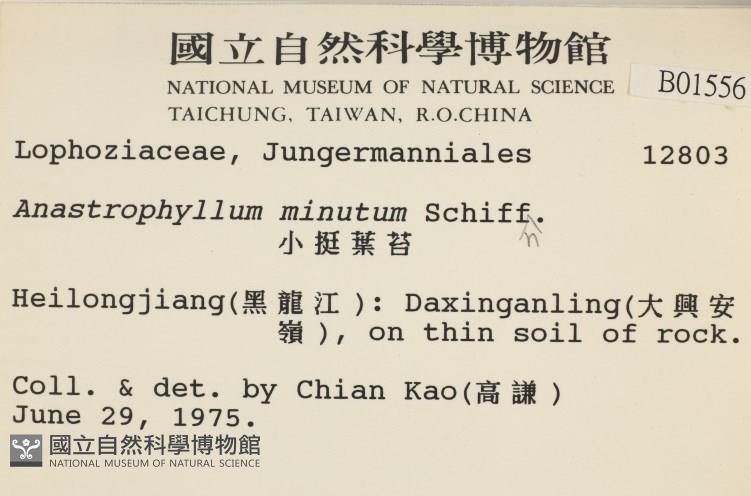 國立自然科學博物館
NATIONAL MUSEUM OF NATURAL SCIENCE
B01556
TAICHUNG, TAIWAN, R.O.CHINA
Lophoziaceae, Jungermanniales 12803
Anastrophyllum minutum Schiff.
n
小挺葉苔
Heilongjiang(黑龍江): Daxinganling(大興安
嶺), on thin soil of rock.
Coll. & det. by Chian Kao(高謙)
June 29, 1975.
國立自然科學博物館
NATIONAL MUSEUM OF NATURAL SCIENCE